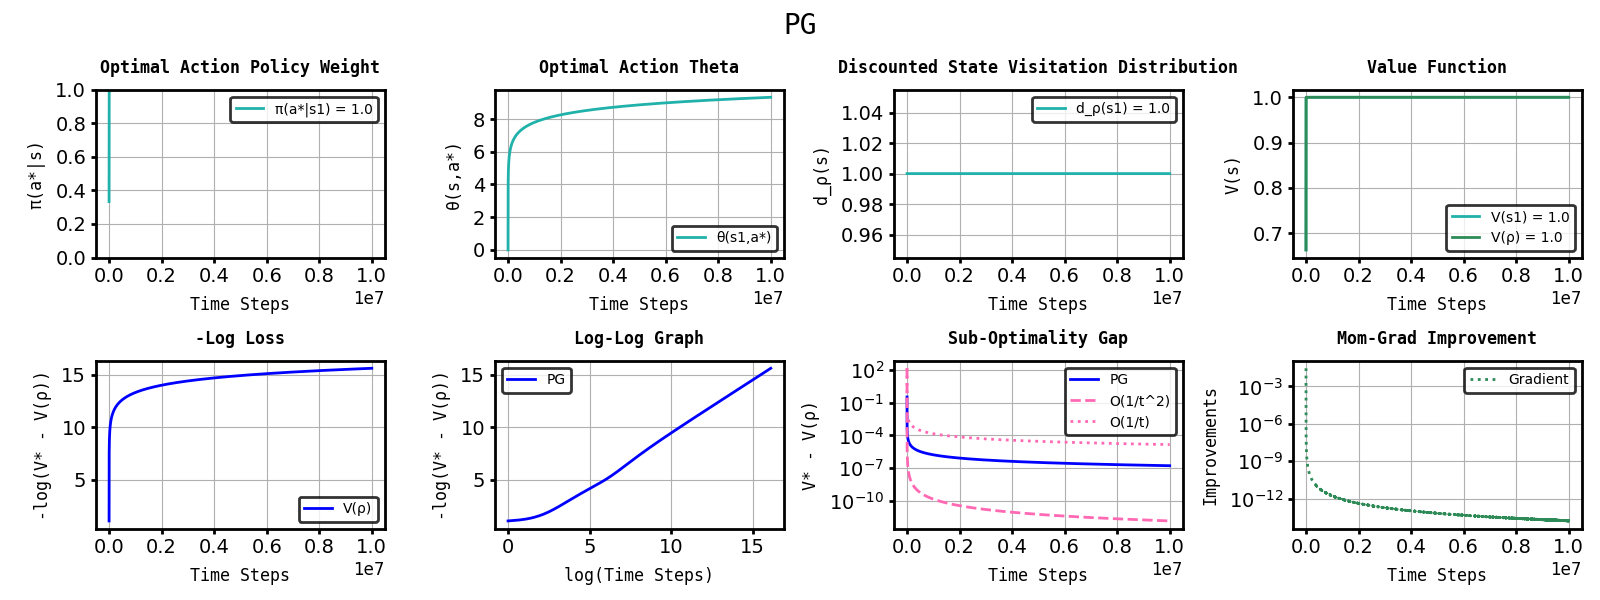 PG
Optimal Action Policy Weight
π(a*|s)
1.0
0.8
0.6
0.4
0.2
0.0
π(a*|s1) = 1.0
0.0 0.2 0.4 0.6 0.8 1.0
1e7
Time Steps
Optimal Action Theta
θ(s,a*)
8
6
4
2
0
θ(s1,a*)
0.0 0.2 0.4 0.6 0.8 1.0
1e7
Time Steps
Discounted State Visitation Distribution
d_ρ(s)
1.04
1.02
1.00
0.98
0.96
d_ρ(s1) = 1.0
0.0 0.2 0.4 0.6 0.8 1.0
1e7
Time Steps
Value Function
V(s)
1.0
0.9
0.8
0.7
V(s1) = 1.0
V(ρ) = 1.0
0.0 0.2 0.4 0.6 0.8 1.0
1e7
Time Steps
-Log Loss
-log(V* - V(ρ))
15
10
5
V(ρ)
0.0 0.2 0.4 0.6 0.8 1.0
1e7
Time Steps
Log-Log Graph
-log(V* - V(ρ))
15
10
5
PG
0 5 10 15
log(Time Steps)
Sub-Optimality Gap
V* - V(ρ)
10^2
10^-1
10^-4
10^-7
10^-10
PG
O(1/t^2)
O(1/t)
0.0 0.2 0.4 0.6 0.8 1.0
1e7
Time Steps
Mom-Grad Improvement
Improvements
10^-3
10^-6
10^-9
10^-12
Gradient
0.0 0.2 0.4 0.6 0.8 1.0
1e7
Time Steps